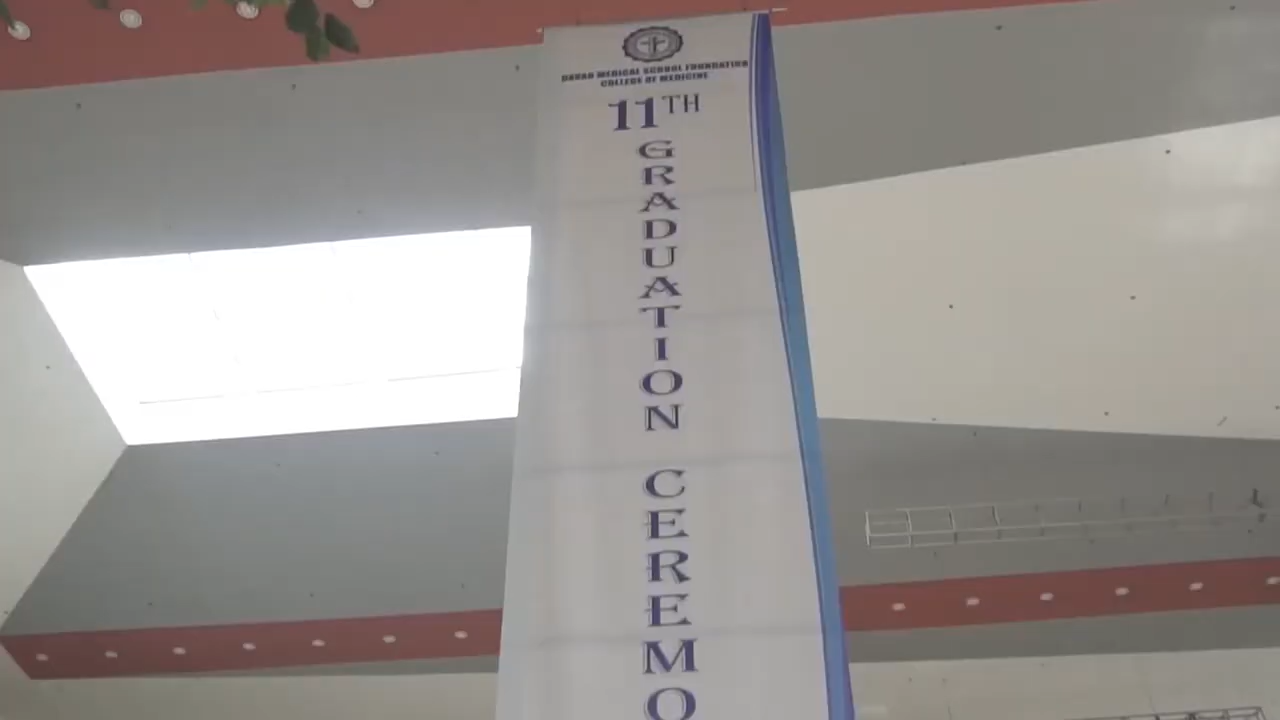 DAVAO MEDICAL SCHOOL FOUNDATION
COLLEGE OF MEDICINE
11TH
GRADUATION
CEREMO